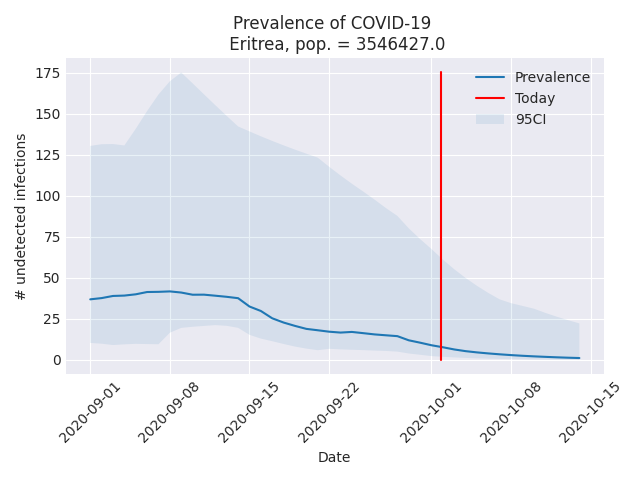 Prevalence of COVID-19
Eritrea, pop. = 3546427.0
175
150
125
100
75
50
25
0
# undetected infections
Prevalence
Today
95CI
2020-09-01
2020-09-08
2020-09-15
2020-09-22
2020-10-01
2020-10-08
2020-10-15
Date